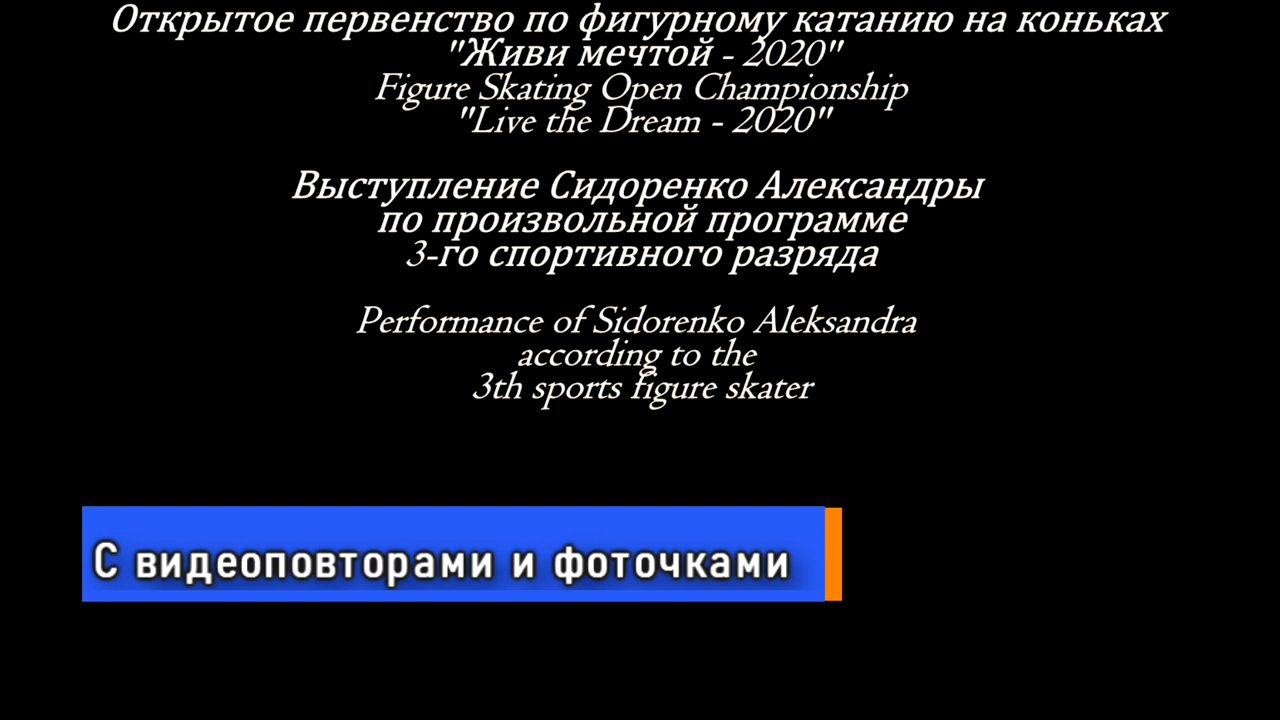 Открытое первенство по фигурному катанию на коньках
"Живи мечтой - 2020"
Figure Skating Open Championship
"Live the Dream - 2020"
Выступление Сидоренко Александры
по произвольной программе
3-го спортивного разряда
Performance of Sidorenko Aleksandra
according to the
3th sports figure skater
С видеоповторами и фоточками